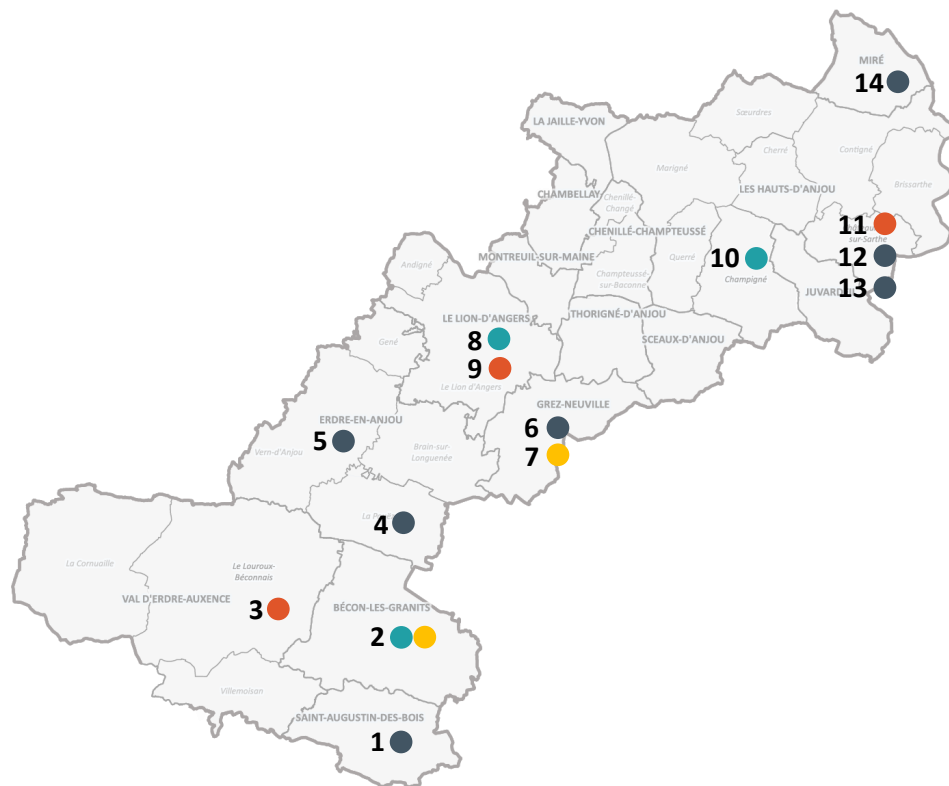 MIRÉ
14
Sœurdres
LA JAILLE-YVON
Cherré
Contigné
Marigné
Brissarthe
LES HAUTS-D'ANJOU
CHAMBELLAY
Chenillé-
Changé
11
CHENILLÉ-CHAMPTEUSSÉ
sur-Sarthe
12
MONTREUIL-SUR-MAINE
Querré
10
Andigné
Champteussé-
sur-Baconne
Champigné
13
THORIGNÉ-D'ANJOU
LE LION-D'ANGERS
8
SCEAUX-D'ANJOU
Gené
9
Le Lion d'Angers
GREZ-NEUVILLE
ERDRE-EN-ANJOU
6
5
Vern-d'Anjou
Brain-sur-
Longuenée
7
4
La Cornuaille
Le Louroux-
Béconnais
VAL D'ERDRE-AUXENCE
3
BÉCON-LES-GRANITS
2
Villemoisan
SAINT-AUGUSTIN-DES-BOIS
1